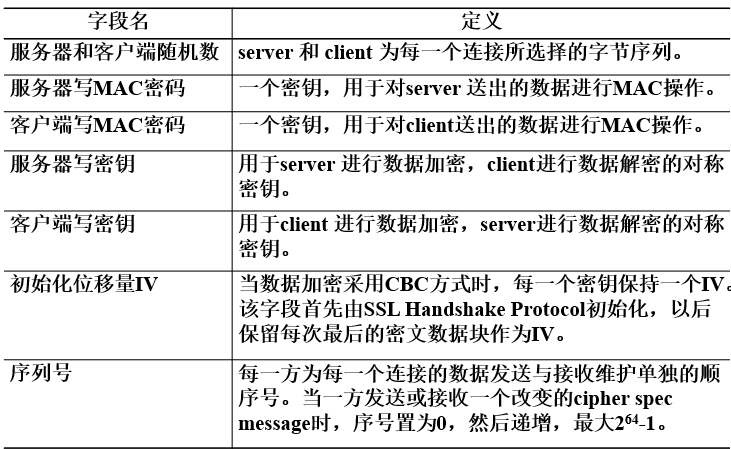 字段名 定义
服务器和客户端随机数 server 和 client 为每一个连接所选择的字节序列。
服务器写MAC密码 一个密钥，用于对server 送出的数据进行MAC操作。
客户端写MAC密码 一个密钥，用于对client送出的数据进行MAC操作。
服务器写密钥 用于server 进行数据加密，client进行数据解密的对称
密钥。
客户端写密钥 用于client 进行数据加密，server进行数据解密的对称
密钥。
初始化位移量IV 当数据加密采用CBC方式时，每一个密钥保持一个IV。
该字段首先由SSL Handshake Protocol初始化，以后
保留每次最后的密文数据块作为IV。
序列号 每一方为每一个连接的数据发送与接收维护单独的顺
序号。当一方发送或接收一个改变的cipher spec
message时，序号置为0，然后递增，最大2⁶⁴-1。